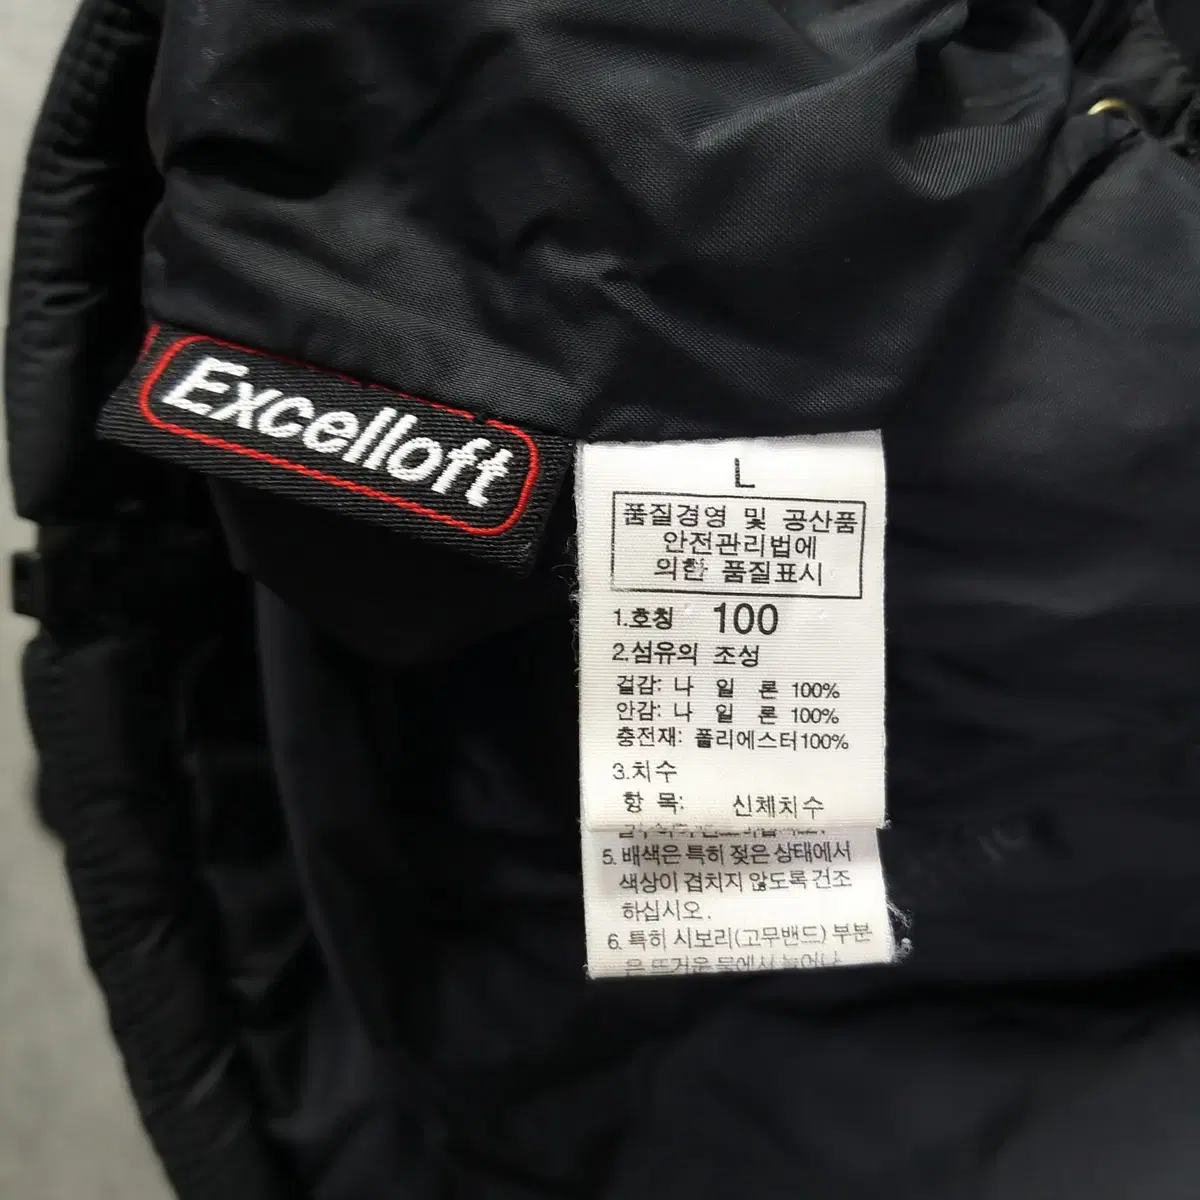 Excelloft
L
품질경영 및 공산품
안전관리법에
의한 품질표시
1.호칭 100
2.섬유의 조성
겉감: 나 일 론 100%
안감: 나 일 론 100%
충전재: 폴리에스터100%
3.치수
항 목: 신체치수
5. 배색은 특히 젖은 상태에서
색상이 겹치지 않도록 건조
하십시오.
6. 특히 시보리(고무밴드) 부분
은 뜨거운 물에서 늘어나